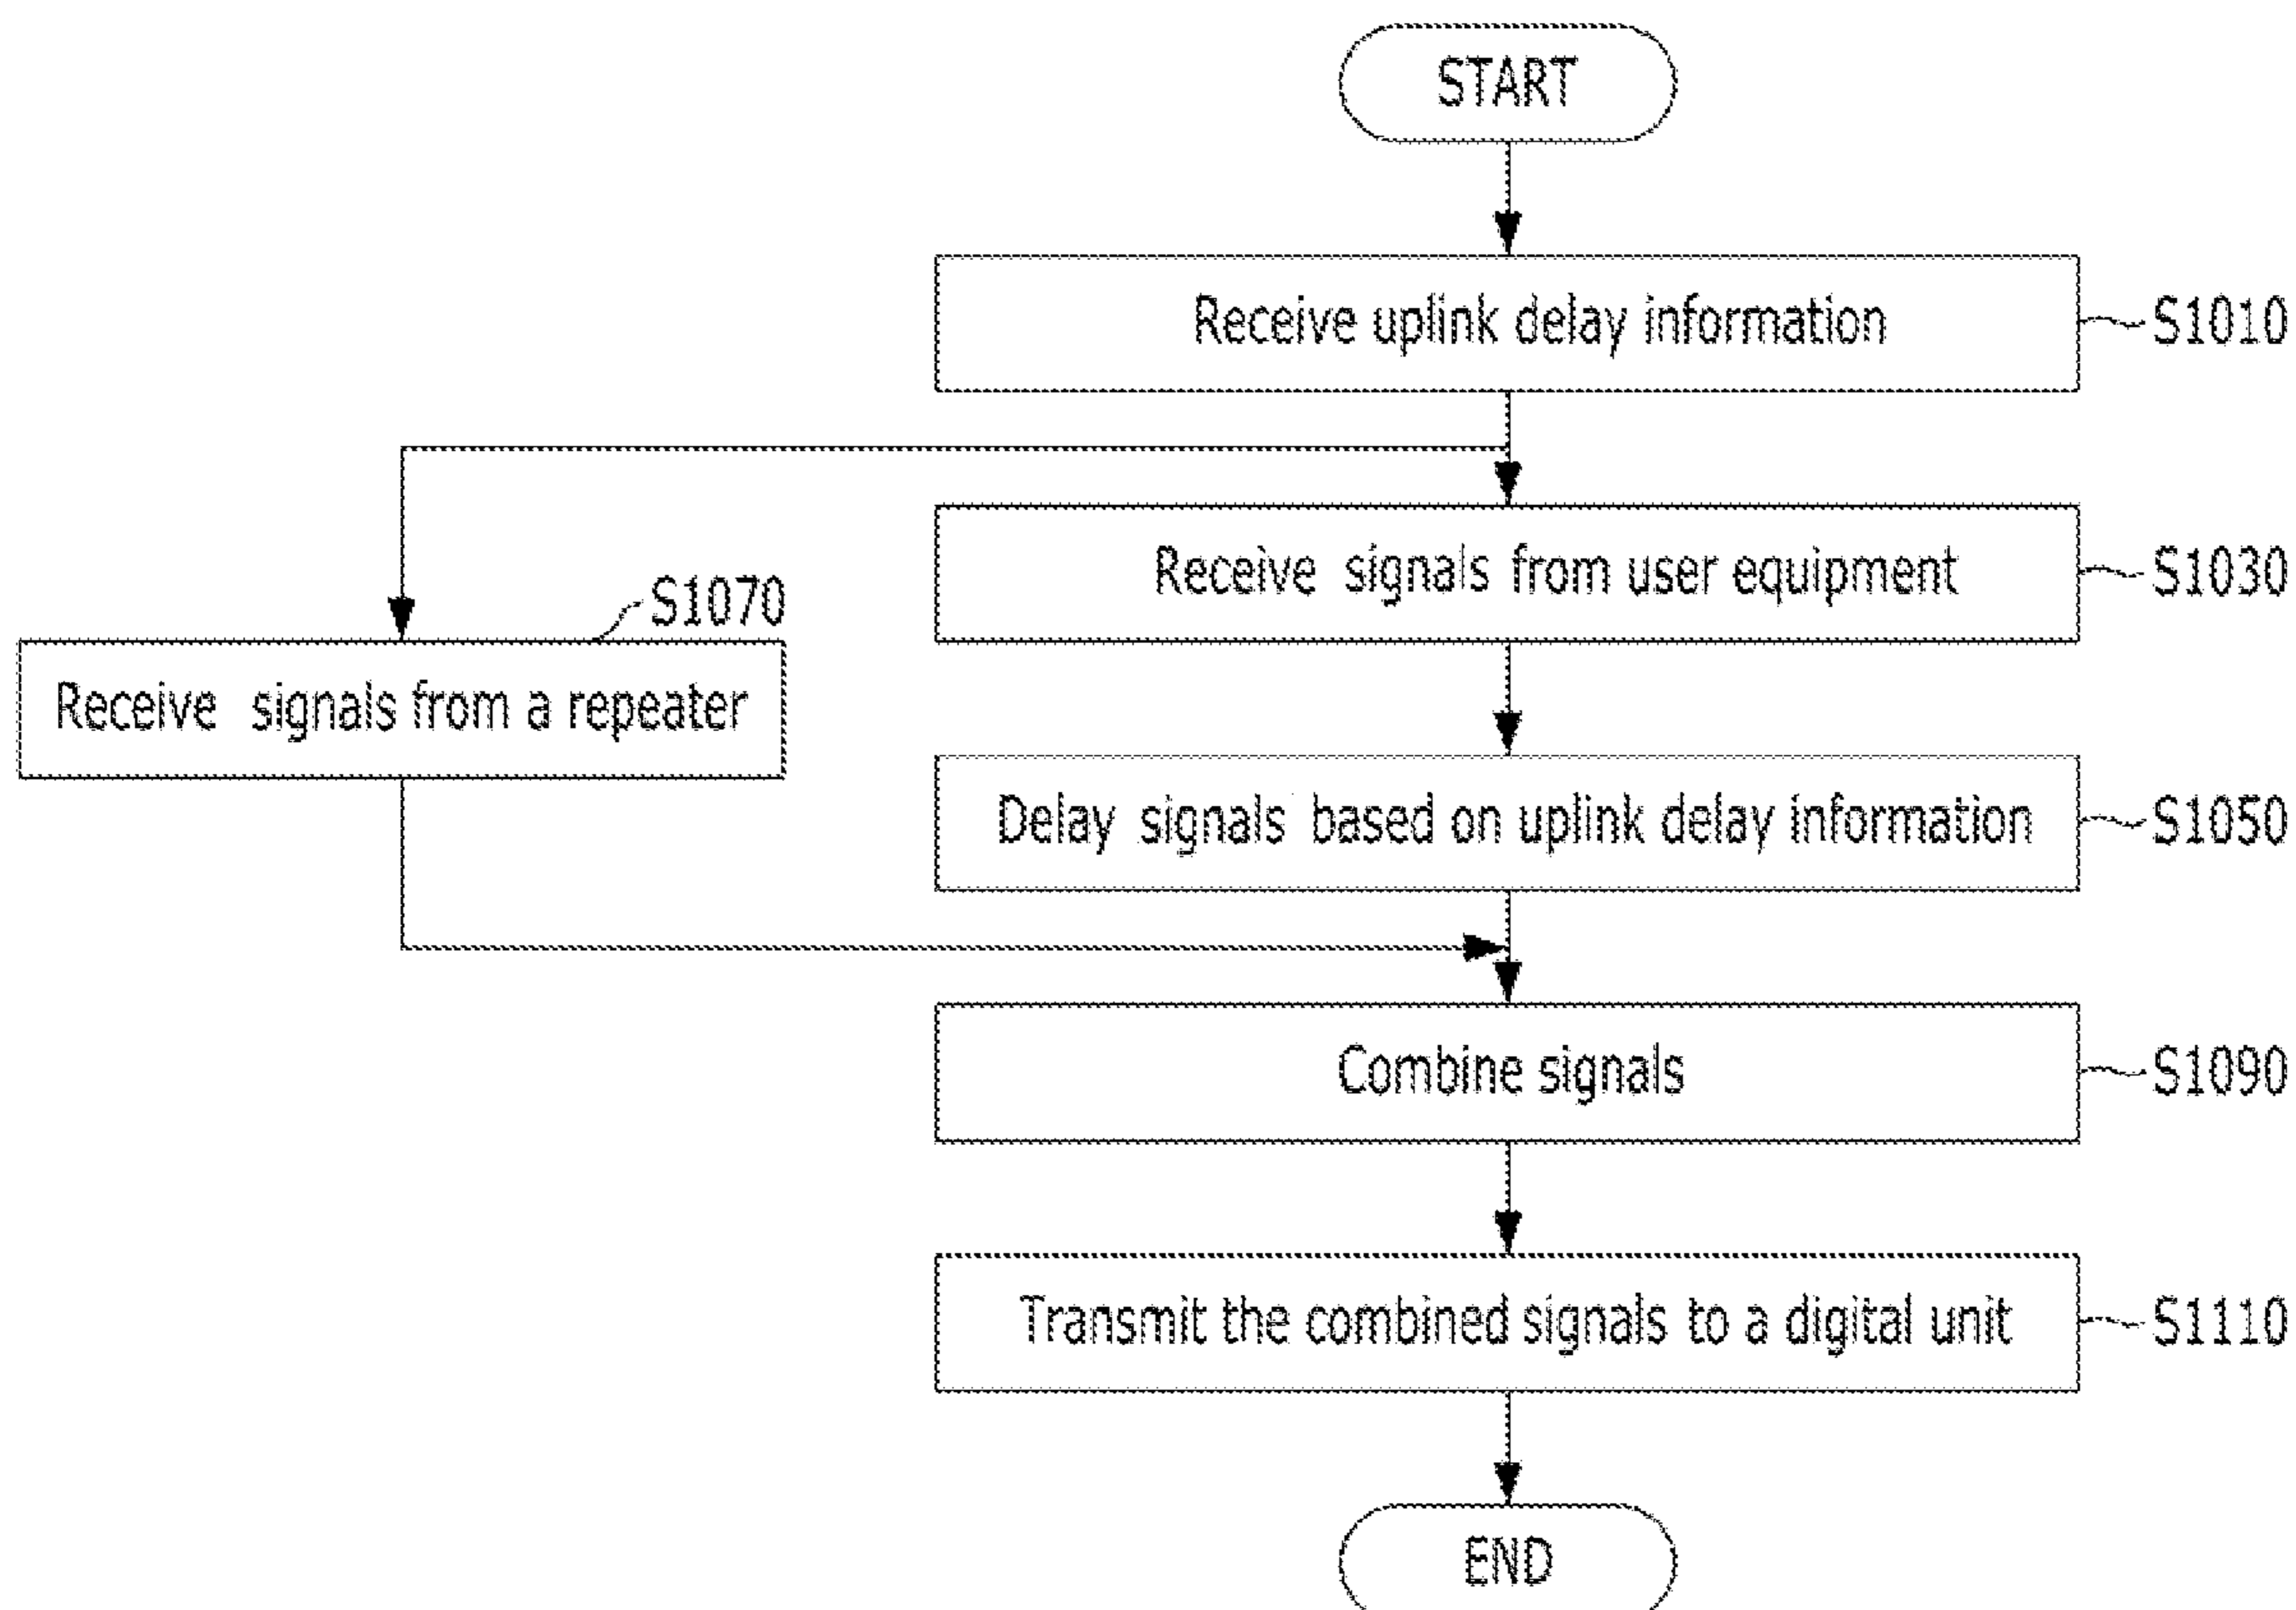 START
Receive uplink delay information
S1010
Receive signals from user equipment
S1030
S1070
Receive signals from a repeater
Delay signals based on uplink delay information
S1050
Combine signals
S1090
Transmit the combined signals to a digital unit
S1110
END